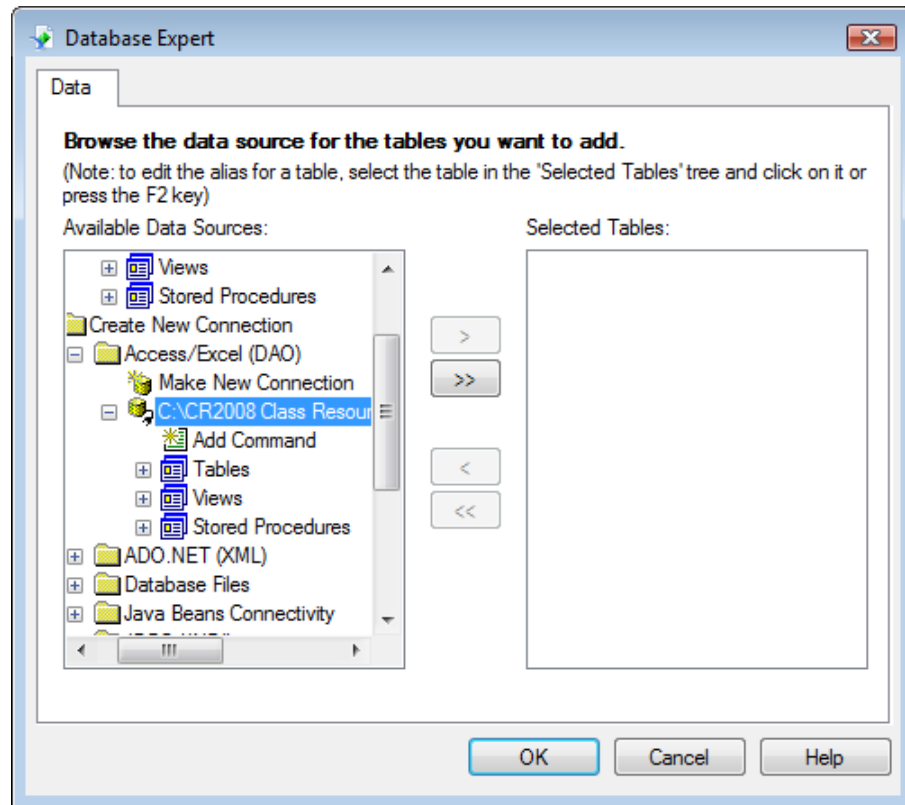 Database Expert
Data
Browse the data source for the tables you want to add.
(Note: to edit the alias for a table, select the table in the 'Selected Tables' tree and click on it or
press the F2 key)
Available Data Sources:
Selected Tables:
Views
Stored Procedures
Create New Connection
Access/Excel (DAO)
Make New Connection
C:\CR2008 Class Resour
Add Command
Tables
Views
Stored Procedures
ADO.NET (XML)
Database Files
Java Beans Connectivity
>
>>
<
<<
OK
Cancel
Help